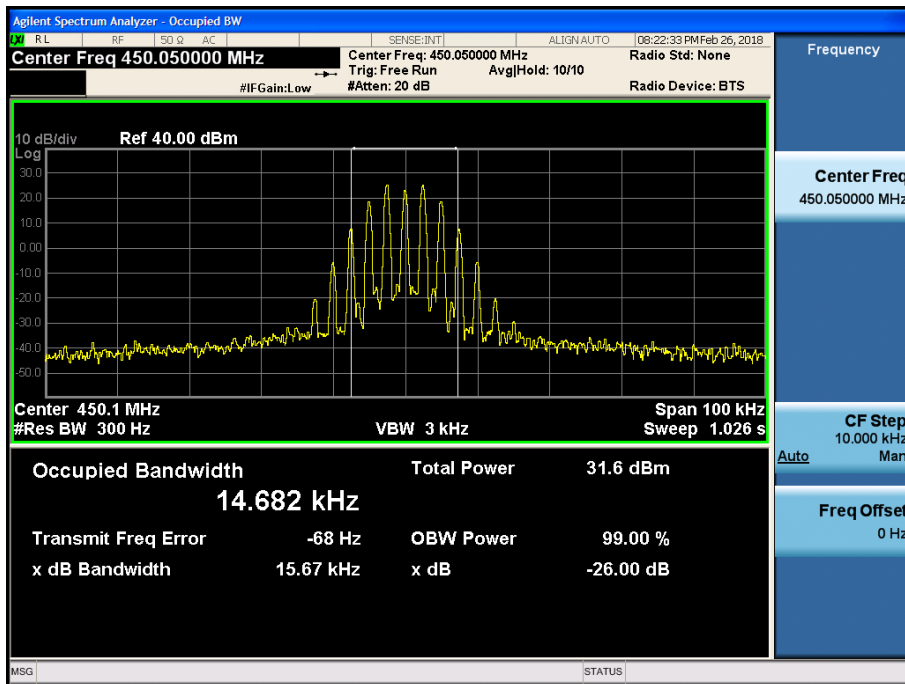 Agilent Spectrum Analyzer - Occupied BW
LXI RL RF 50 Ω AC SENSE:INT ALIGN AUTO 08:22:33 PM Feb 26, 2018
Center Freq 450.050000 MHz
Center Freq: 450.050000 MHz
Radio Std: None
Trig: Free Run Avg|Hold: 10/10
#IFGain:Low
#Atten: 20 dB
Radio Device: BTS
10 dB/div Ref 40.00 dBm
Log
30.0
20.0
10.0
0.00
-10.0
-20.0
-30.0
-40.0
-50.0
Center 450.1 MHz Span 100 kHz
#Res BW 300 Hz VBW 3 kHz Sweep 1.026 s
Occupied Bandwidth Total Power 31.6 dBm
14.682 kHz
Transmit Freq Error -68 Hz OBW Power 99.00 %
x dB Bandwidth 15.67 kHz x dB -26.00 dB
MSG STATUS
Frequency
Center Freq
450.050000 MHz
CF Step
10.000 kHz
Auto Man
Freq Offset
0 Hz